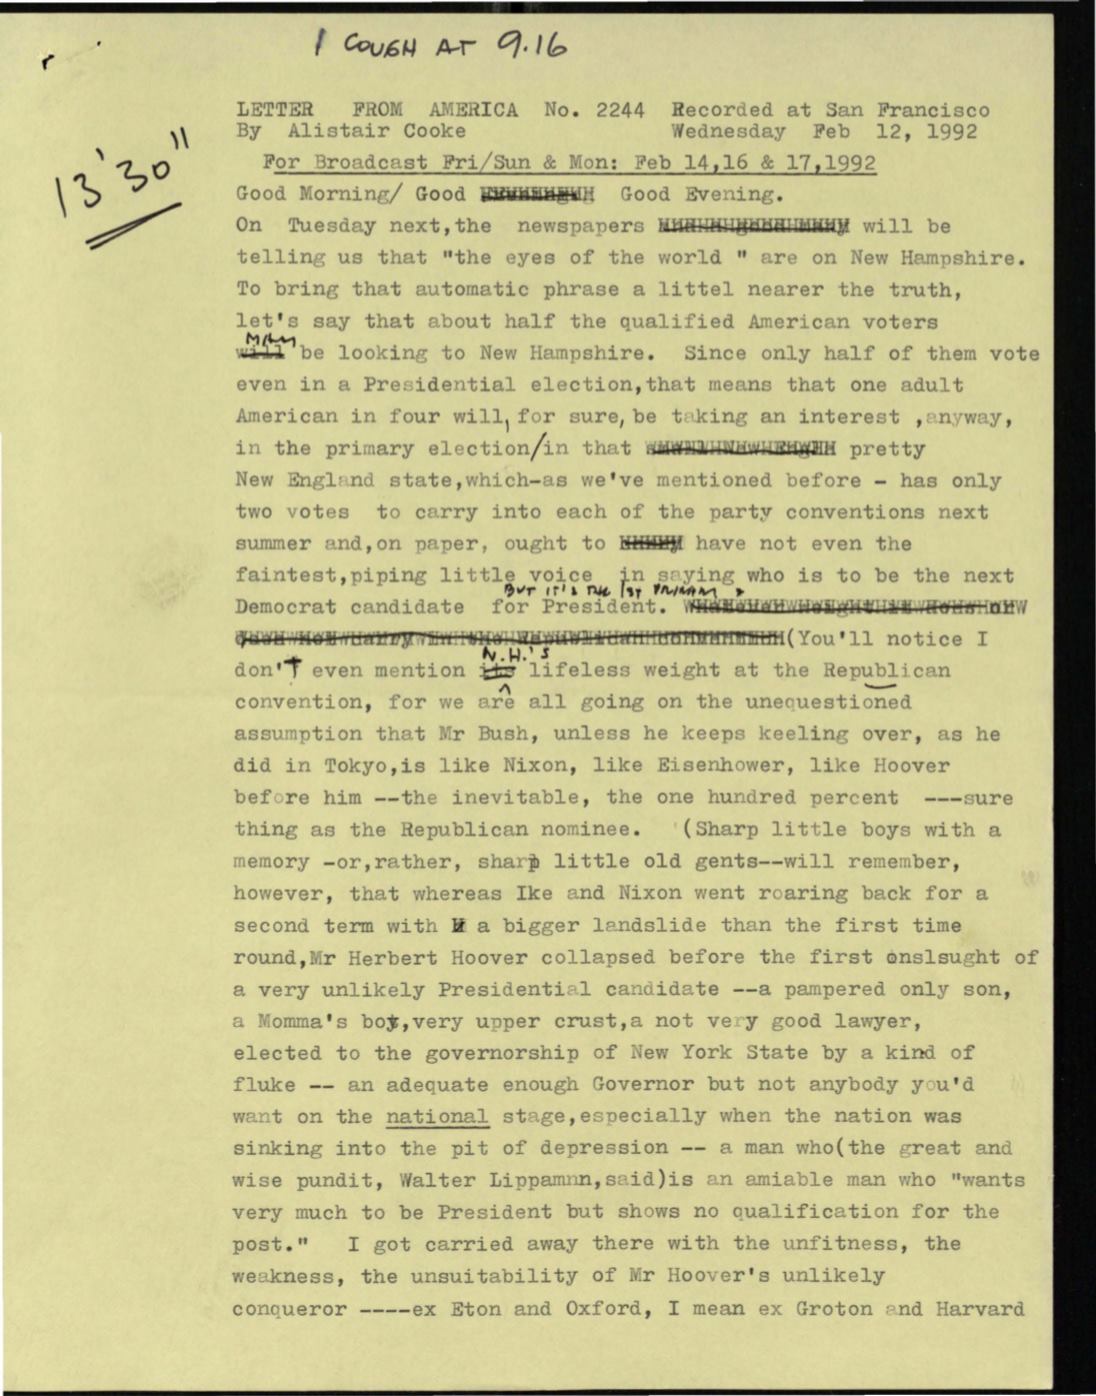 I COUGH AT 9.16
13'30"
LETTER FROM AMERICA No. 2244 Recorded at San Francisco
By Alistair Cooke Wednesday Feb 12, 1992
For Broadcast Fri/Sun & Mon: Feb 14,16 & 17,1992
Good Morning/ Good Good Evening.
On Tuesday next,the newspapers will be
telling us that "the eyes of the world " are on New Hampshire.
To bring that automatic phrase a littel nearer the truth,
let's say that about half the qualified American voters
MAY
will be looking to New Hampshire. Since only half of them vote
even in a Presidential election,that means that one adult
American in four will, for sure, be taking an interest ,anyway,
in the primary election/in that pretty
New England state,which-as we've mentioned before - has only
two votes to carry into each of the party conventions next
summer and,on paper, ought to have not even the
faintest,piping little voice in saying who is to be the next
BUT IT'S THE 1ST PRIMARY
Democrat candidate for President.
(You'll notice I
N.H.'s
don't even mention its lifeless weight at the Republican
convention, for we are all going on the unequestioned
assumption that Mr Bush, unless he keeps keeling over, as he
did in Tokyo,is like Nixon, like Eisenhower, like Hoover
before him --the inevitable, the one hundred percent ---sure
thing as the Republican nominee. (Sharp little boys with a
memory -or,rather, sharp little old gents--will remember,
however, that whereas Ike and Nixon went roaring back for a
second term with a bigger landslide than the first time
round,Mr Herbert Hoover collapsed before the first onslsught of
a very unlikely Presidential candidate --a pampered only son,
a Momma's boy,very upper crust,a not very good lawyer,
elected to the governorship of New York State by a kind of
fluke -- an adequate enough Governor but not anybody you'd
want on the national stage,especially when the nation was
sinking into the pit of depression -- a man who(the great and
wise pundit, Walter Lippamnn,said)is an amiable man who "wants
very much to be President but shows no qualification for the
post." I got carried away there with the unfitness, the
weakness, the unsuitability of Mr Hoover's unlikely
conqueror ----ex Eton and Oxford, I mean ex Groton and Harvard